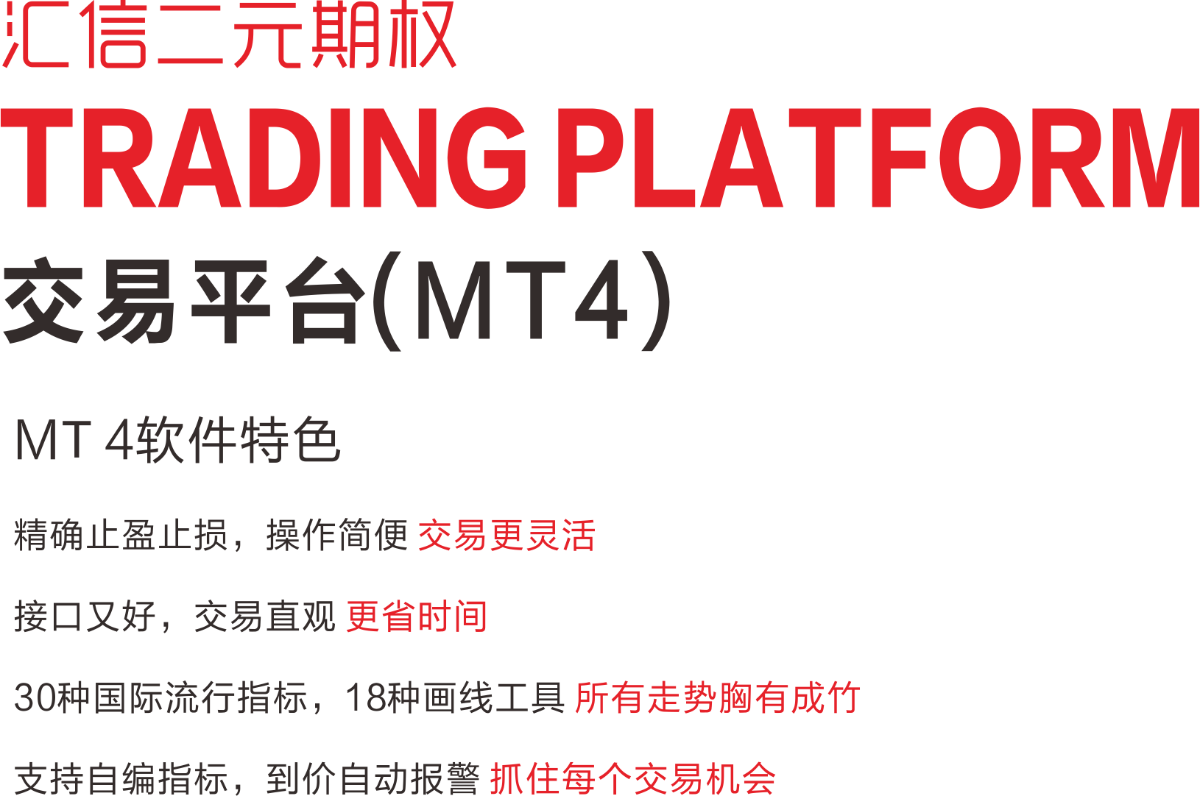 汇信二元期权
TRADING PLATFORM
交易平台(MT4)
MT 4软件特色
精确止盈止损，操作简便 交易更灵活
接口又好，交易直观 更省时间
30种国际流行指标，18种画线工具 所有走势胸有成竹
支持自编指标，到价自动报警 抓住每个交易机会